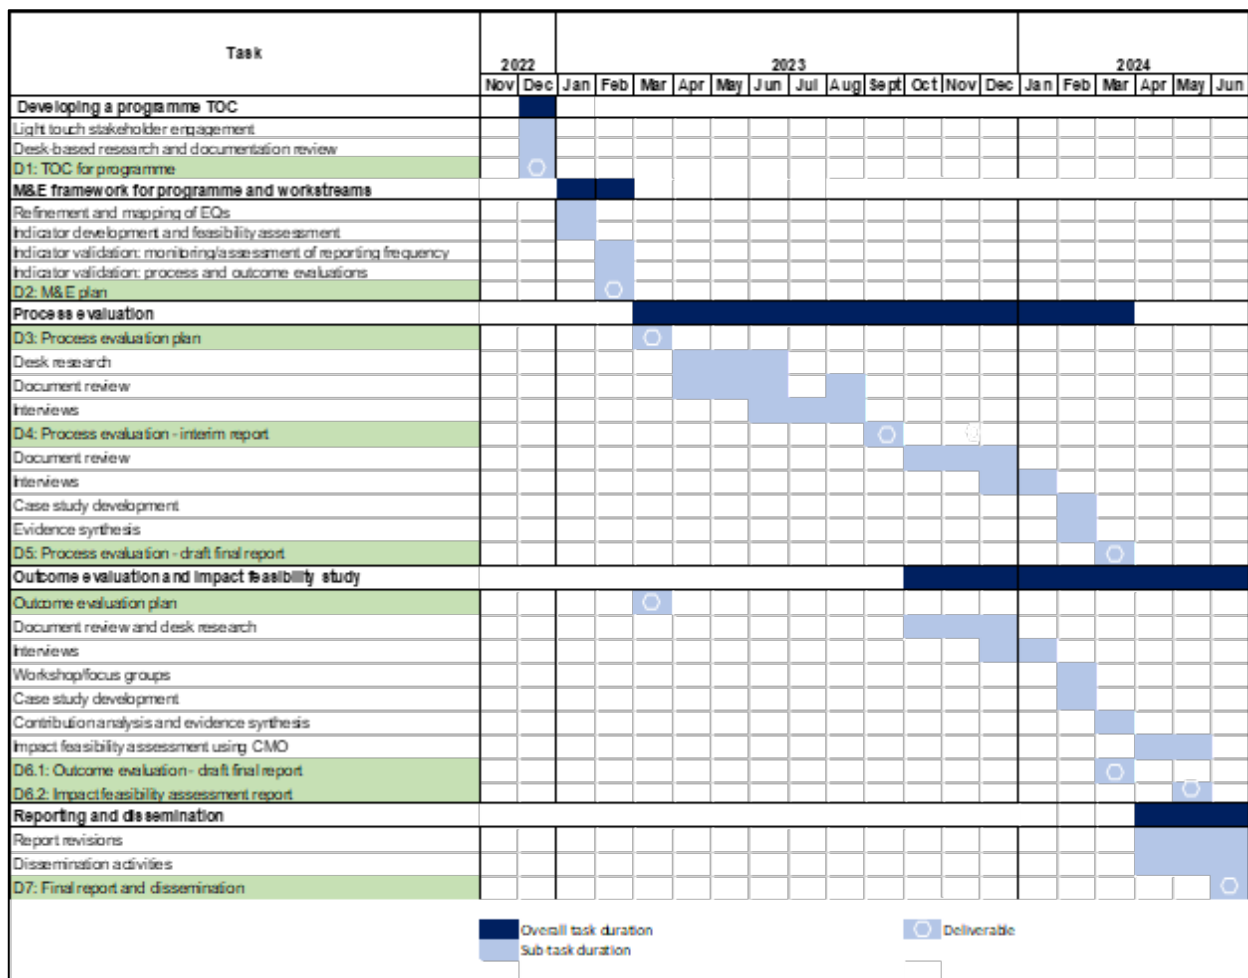 Task
2022 2023 2024
Nov Dec Jan Feb Mar Apr May Jun Jul Aug Sept Oct Nov Dec Jan Feb Mar Apr May Jun
Developing a programme TOC
Light touch stakeholder engagement
Desk-based research and documentation review
D1: TOC for programme
M&E framework for programme and workstreams
Refinement and mapping of EQs
Indicator development and feasibility assessment
Indicator validation: monitoring/assessment of reporting frequency
Indicator validation: process and outcome evaluations
D2: M&E plan
Process evaluation
D3: Process evaluation plan
Desk research
Document review
Interviews
D4: Process evaluation - interim report
Document review
Interviews
Case study development
Evidence synthesis
D5: Process evaluation - draft final report
Outcome evaluation and impact feasibility study
Outcome evaluation plan
Document review and desk research
Interviews
Workshop/focus groups
Case study development
Contribution analysis and evidence synthesis
Impact feasibility assessment using CMO
D6.1: Outcome evaluation - draft final report
D6.2: Impact feasibility assessment report
Reporting and dissemination
Report revisions
Dissemination activities
D7: Final report and dissemination
Overall task duration Deliverable
Sub task duration